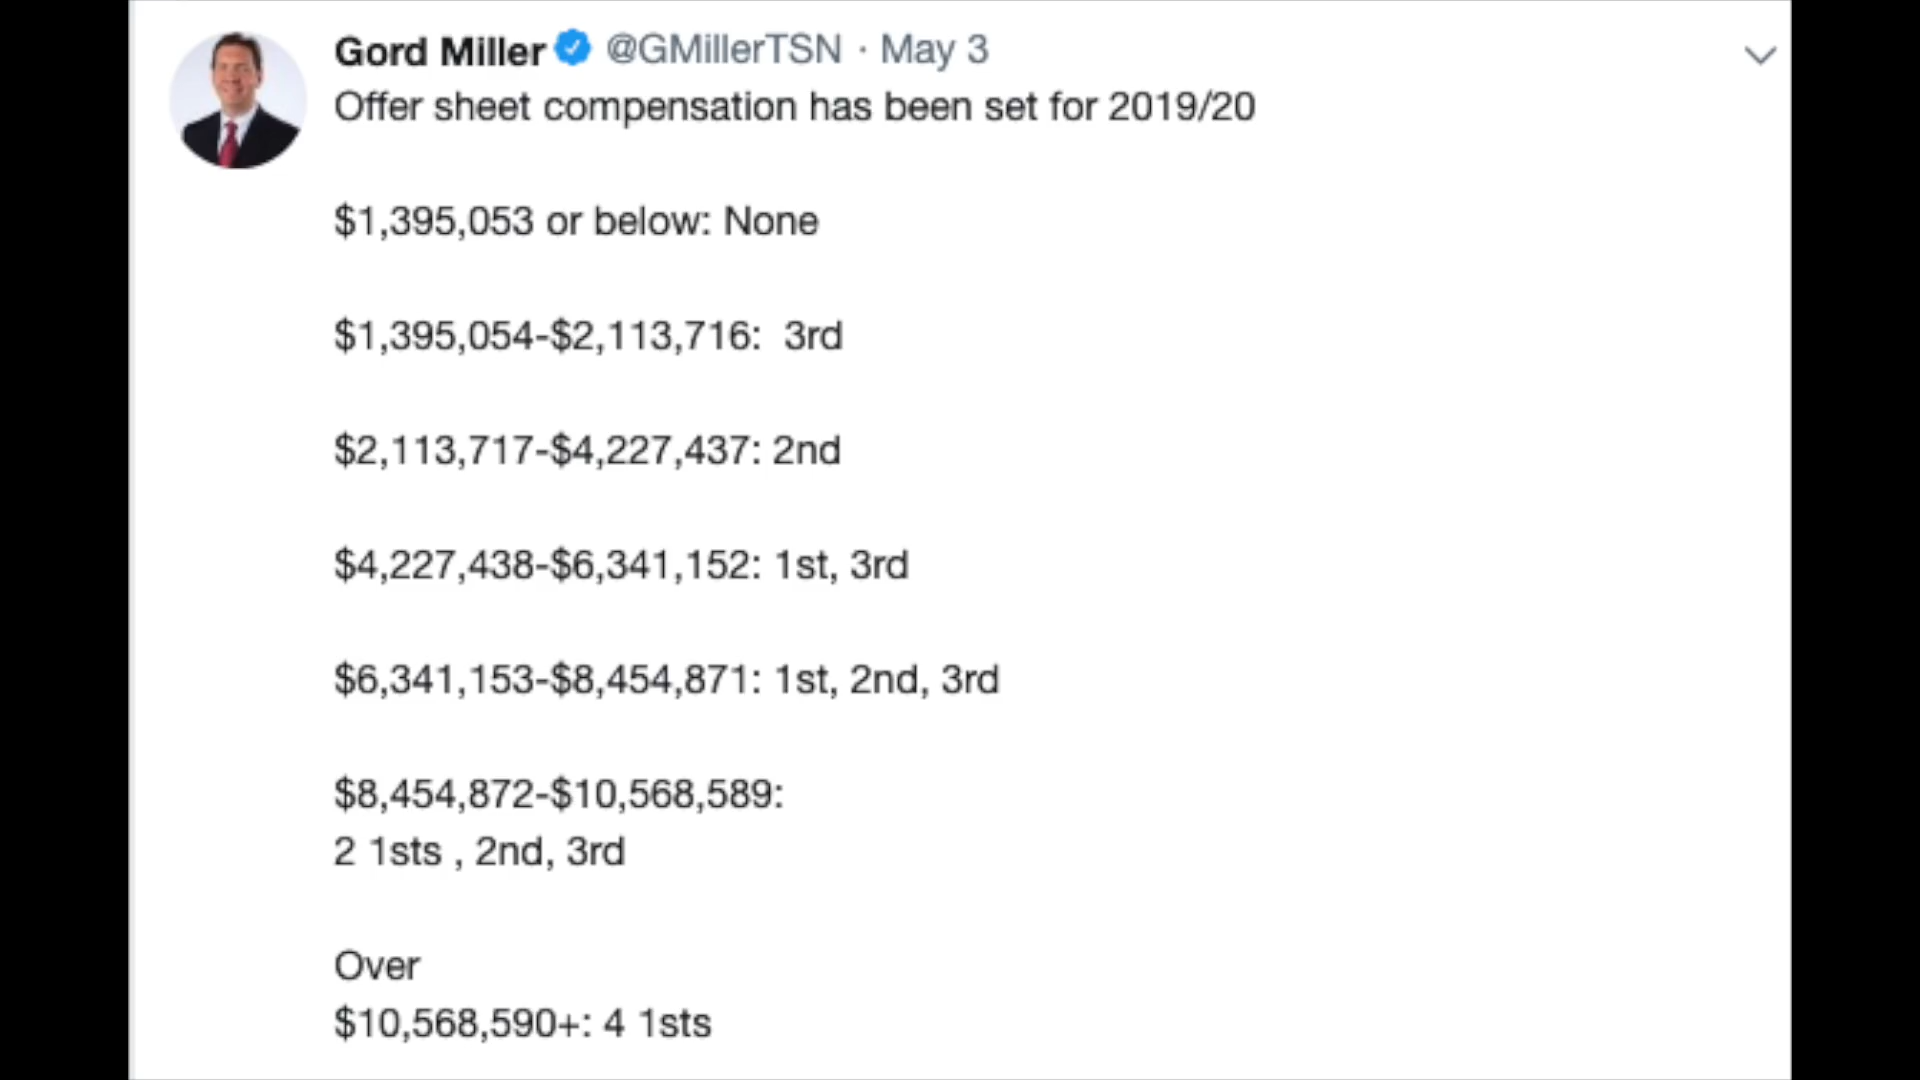 Gord Miller @GMillerTSN · May 3
Offer sheet compensation has been set for 2019/20
$1,395,053 or below: None
$1,395,054-$2,113,716:  3rd
$2,113,717-$4,227,437: 2nd
$4,227,438-$6,341,152: 1st, 3rd
$6,341,153-$8,454,871: 1st, 2nd, 3rd
$8,454,872-$10,568,589:
2 1sts , 2nd, 3rd
Over
$10,568,590+: 4 1sts